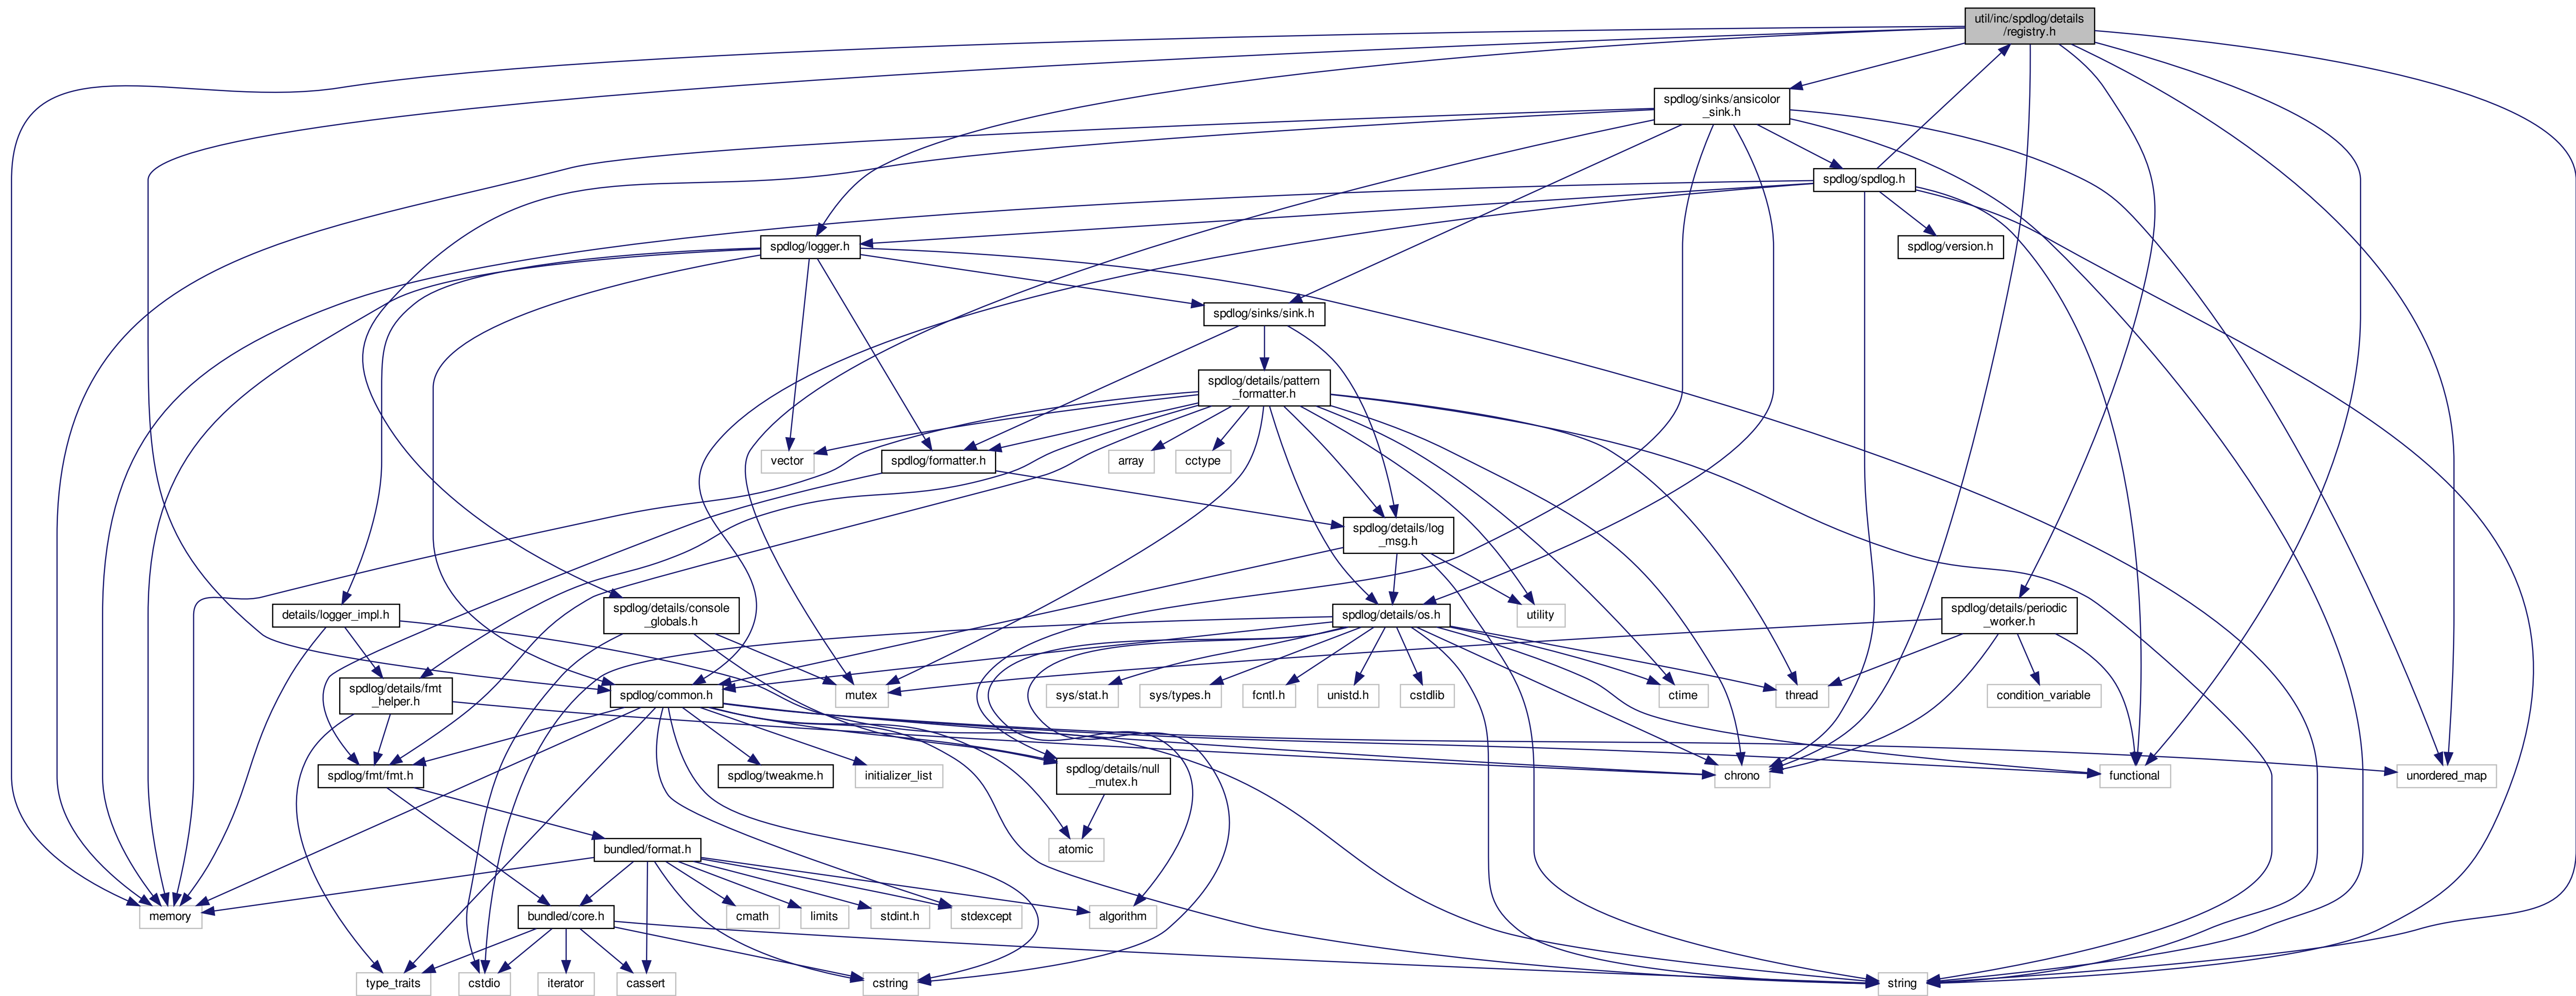 util/inc/spdlog/details
/registry.h
spdlog/sinks/ansicolor
_sink.h
spdlog/spdlog.h
spdlog/logger.h
spdlog/version.h
spdlog/sinks/sink.h
spdlog/details/pattern
_formatter.h
vector
spdlog/formatter.h
array
cctype
spdlog/details/log
_msg.h
details/logger_impl.h
spdlog/details/console
_globals.h
spdlog/details/os.h
utility
spdlog/details/periodic
_worker.h
spdlog/details/fmt
_helper.h
spdlog/common.h
mutex
sys/stat.h
sys/types.h
fcntl.h
unistd.h
cstdlib
ctime
thread
condition_variable
spdlog/fmt/fmt.h
spdlog/tweakme.h
initializer_list
spdlog/details/null
_mutex.h
chrono
functional
unordered_map
bundled/format.h
atomic
memory
bundled/core.h
cmath
limits
stdint.h
stdexcept
algorithm
type_traits
cstdio
iterator
cassert
cstring
string